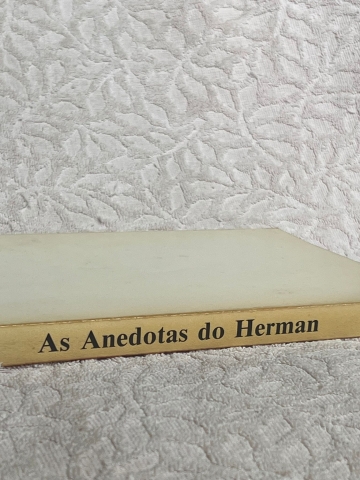 As Anedotas do Herman